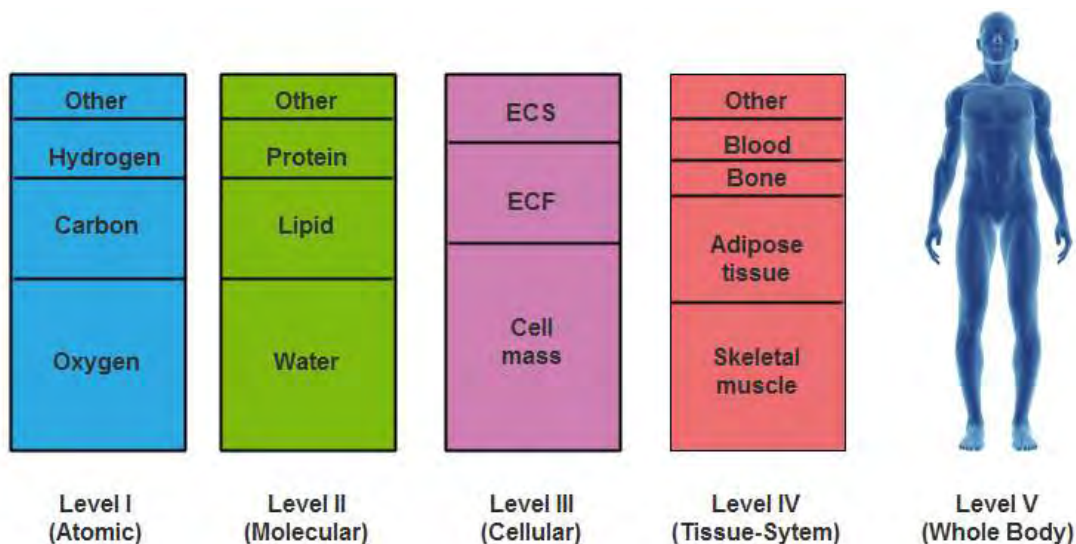 Other
Hydrogen
Carbon
Oxygen
Other
Protein
Lipid
Water
ECS
ECF
Cell
mass
Other
Blood
Bone
Adipose
tissue
Skeletal
muscle
Level I
(Atomic)
Level II
(Molecular)
Level III
(Cellular)
Level IV
(Tissue-Sytem)
Level V
(Whole Body)